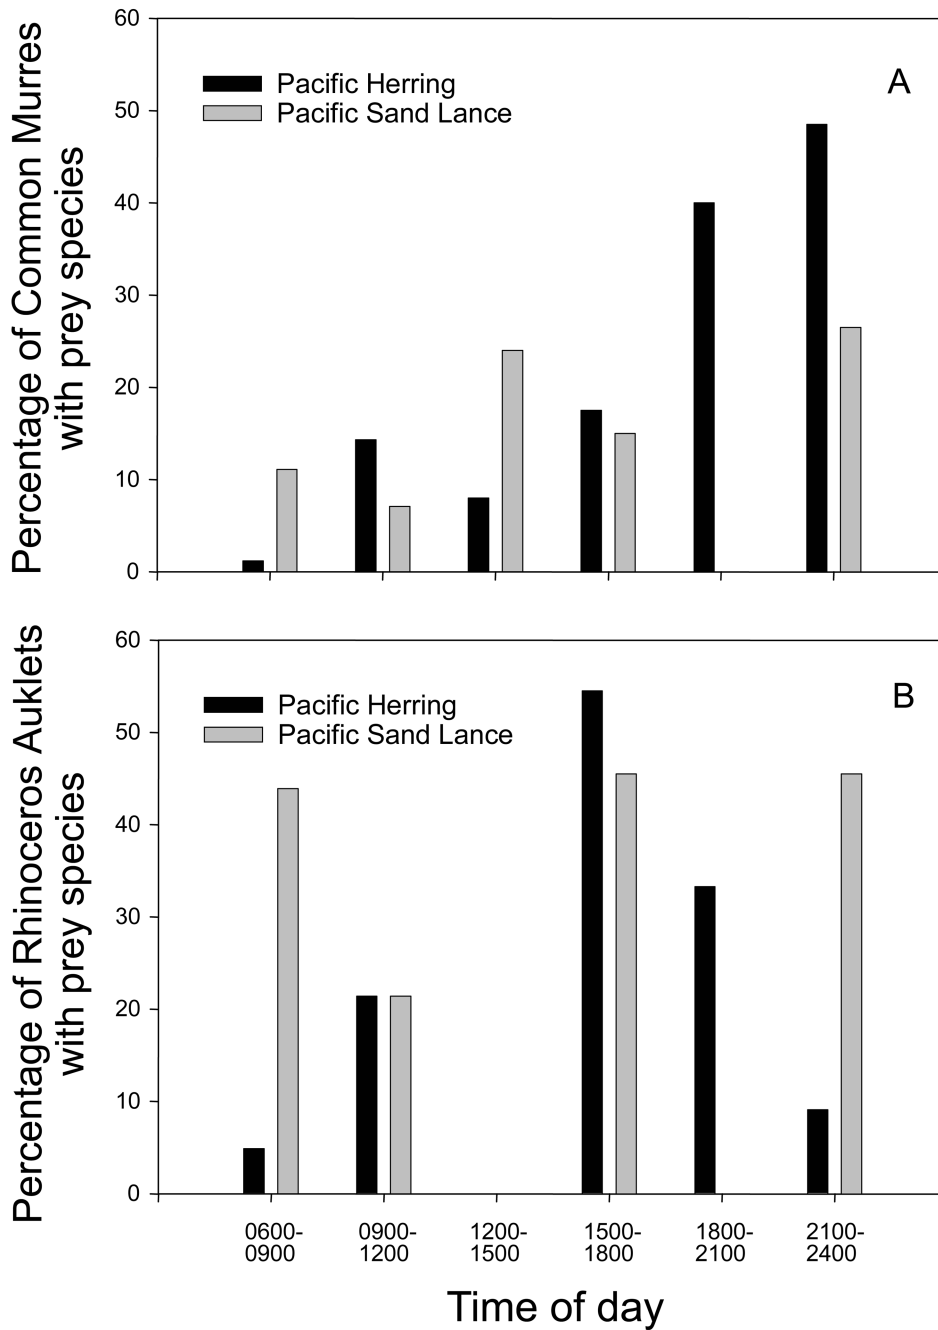 Percentage of Common Murres
with prey species
60
50
40
30
20
10
0
Pacific Herring
Pacific Sand Lance
A
Percentage of Rhinoceros Auklets
with prey species
60
50
40
30
20
10
0
Pacific Herring
Pacific Sand Lance
B
0600-
0900
0900-
1200
1200-
1500
1500-
1800
1800-
2100
2100-
2400
Time of day